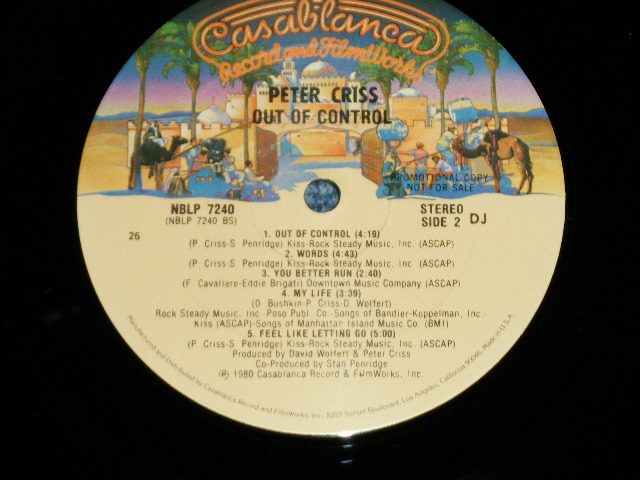 Casablanca
Record and FilmWorks
PETER CRISS
OUT OF CONTROL
PROMOTIONAL COPY
NOT FOR SALE
NBLP 7240
(NBLP 7240 BS)
STEREO
SIDE 2 DJ
26
1. OUT OF CONTROL (4:19)
(P. Criss-S. Penridge) Kiss-Rock Steady Music, Inc. (ASCAP)
2. WORDS (4:43)
(P. Criss-S. Penridge) Kiss-Rock-Steady Music, Inc. (ASCAP)
3. YOU BETTER RUN (2:40)
(F. Cavaliere-Eddie Brigati) Downtown Music Company (ASCAP)
4. MY LIFE (3:39)
(D. Bushkin-P. Criss-D. Wolfert)
Rock Steady Music, Inc.-Poso Publ. Co.-Songs of Bandier-Koppelman, Inc.-
Kiss (ASCAP)-Songs of Manhattan Island Music Co. (BMI)
5. FEEL LIKE LETTING GO (5:00)
(P. Criss-S. Penridge) Kiss-Rock Steady Music, Inc. (ASCAP)
Produced by David Wolfert & Peter Criss
Co-Produced by Stan Penridge
Ⓟ 1980 Casablanca Record & FilmWorks, Inc.
Manufactured and Distributed by Casablanca Record and FilmWorks, Inc., 8255 Sunset Boulevard, Los Angeles, California 90046. Made in U.S.A.